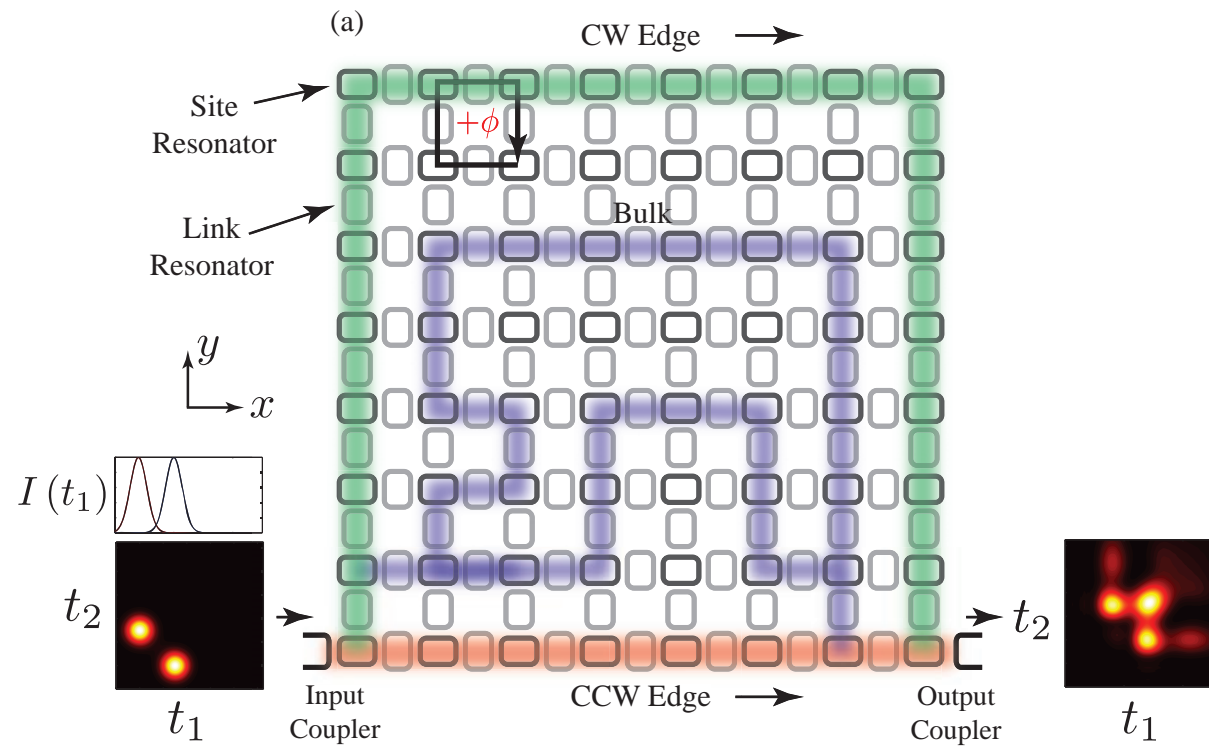 (a)
CW Edge
Site
Resonator
+ϕ
Link
Resonator
Bulk
y
x
I (t₁)
t₂
t₁
Input
Coupler
CCW Edge
Output
Coupler
t₂
t₁